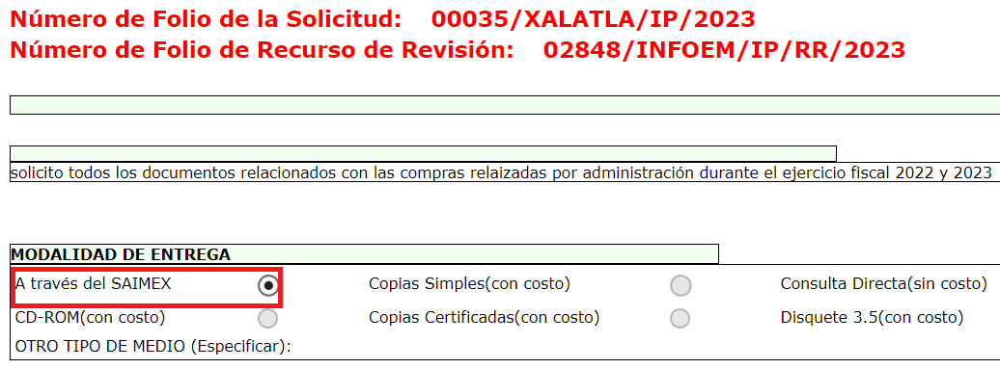 Número de Folio de la Solicitud: 00035/XALATLA/IP/2023
Número de Folio de Recurso de Revisión: 02848/INFOEM/IP/RR/2023
solicito todos los documentos relacionados con las compras relaizadas por administración durante el ejercicio fiscal 2022 y 2023
MODALIDAD DE ENTREGA
A través del SAIMEX Copias Simples(con costo) Consulta Directa(sin costo)
CD-ROM(con costo) Copias Certificadas(con costo) Disquete 3.5(con costo)
OTRO TIPO DE MEDIO (Especificar):